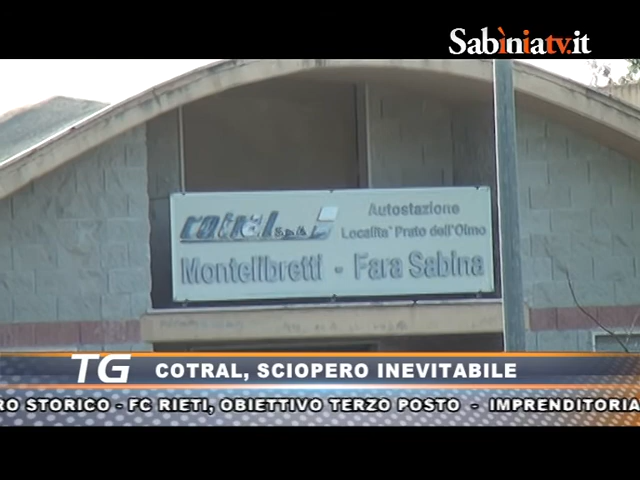 Sabìniatv.it
cotral S.p.A.
Autostazione
Localita' Prato dell'Olmo
Montelibretti - Fara Sabina
TG COTRAL, SCIOPERO INEVITABILE
RO STORICO - FC RIETI, OBIETTIVO TERZO POSTO - IMPRENDITORIA